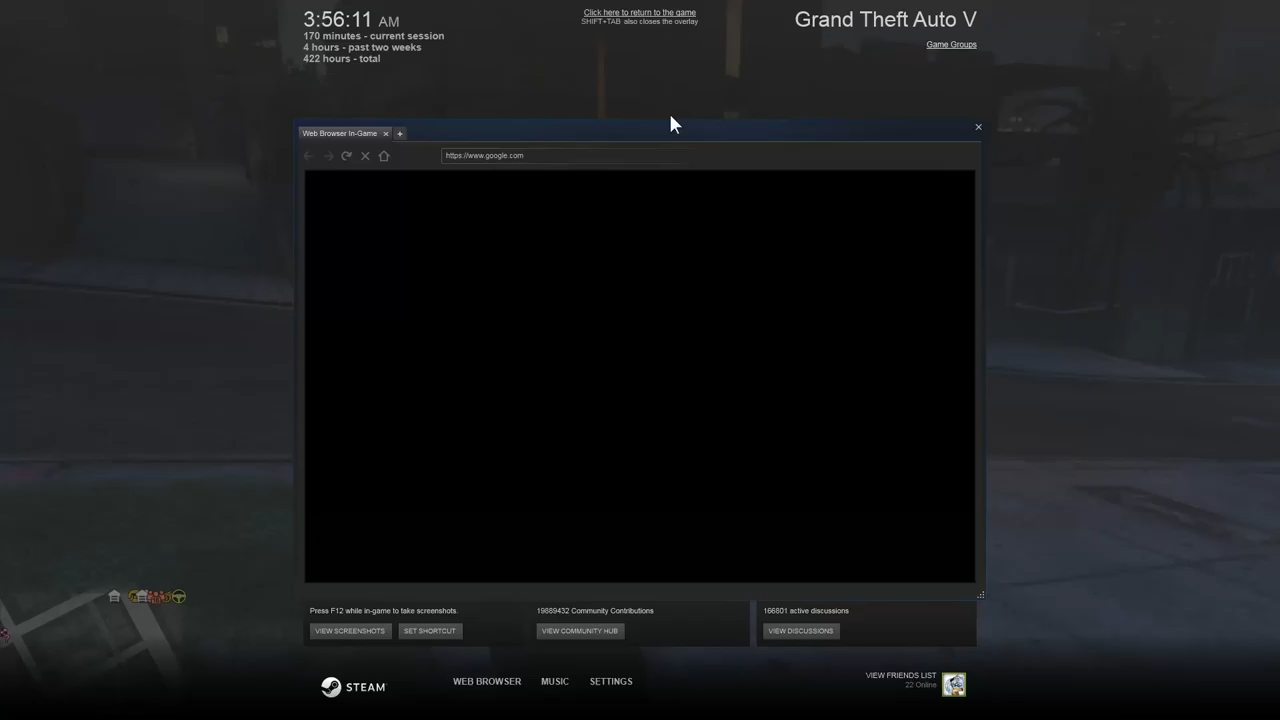 3:56:11 AM
170 minutes - current session
4 hours - past two weeks
422 hours - total
Click here to return to the game
SHIFT+TAB also closes the overlay
Grand Theft Auto V
Game Groups
Web Browser In-Game
https://www.google.com
Press F12 while in-game to take screenshots.
VIEW SCREENSHOTS
SET SHORTCUT
19889432 Community Contributions
VIEW COMMUNITY HUB
166801 active discussions
VIEW DISCUSSIONS
STEAM
WEB BROWSER
MUSIC
SETTINGS
VIEW FRIENDS LIST
22 Online